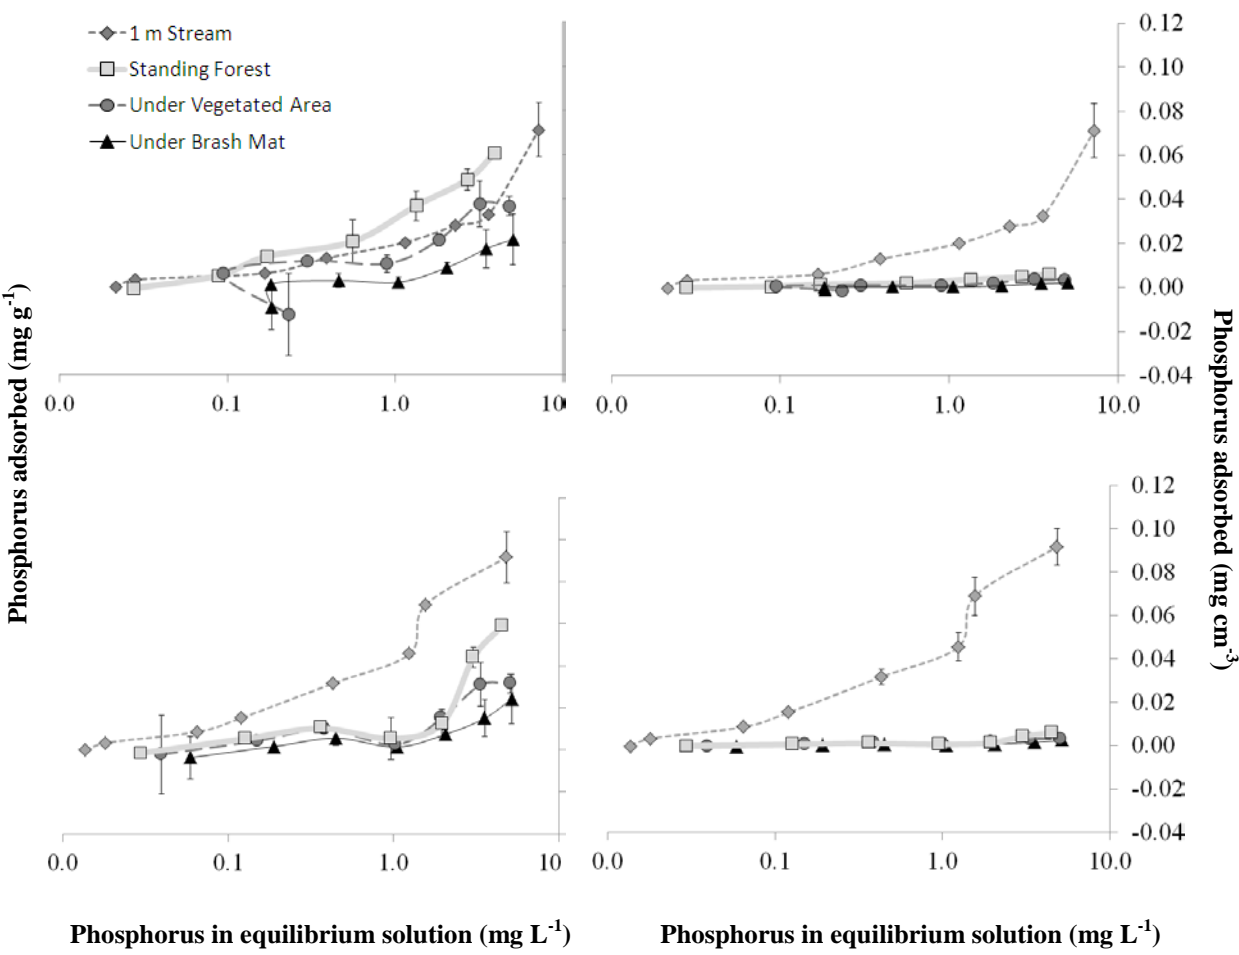 1 m Stream
Standing Forest
Under Vegetated Area
Under Brash Mat
0.0 0.1 1.0 10
0.12
0.10
0.08
0.06
0.04
0.02
0.00
-0.02
-0.04
0.0 0.1 1.0 10.0
Phosphorus adsorbed (mg g⁻¹)
Phosphorus adsorbed (mg cm⁻³)
0.0 0.1 1.0 10
0.12
0.10
0.08
0.06
0.04
0.02
0.00
-0.02
-0.04
0.0 0.1 1.0 10.0
Phosphorus in equilibrium solution (mg L⁻¹)
Phosphorus in equilibrium solution (mg L⁻¹)